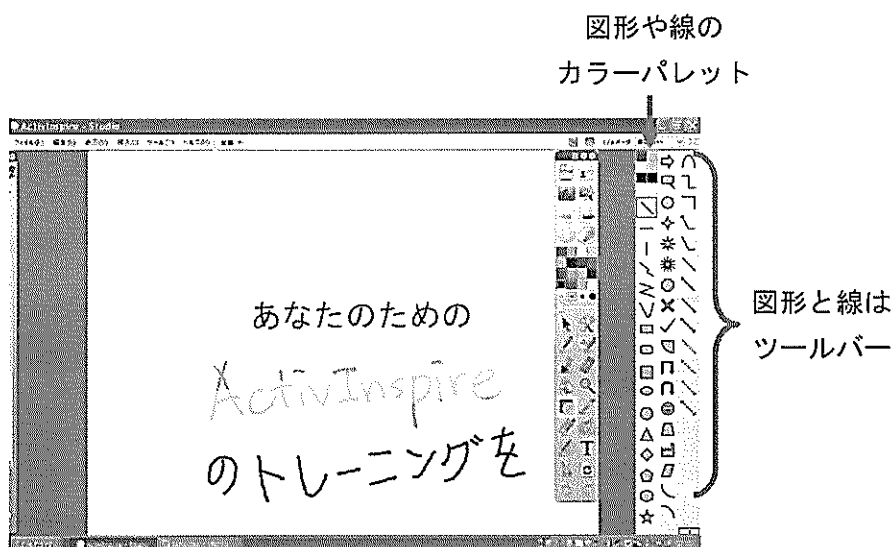 図形や線の
カラーパレット
ActivInspire - Studio
あなたのための
ActivInspire
のトレーニングを
図形と線は
ツールバー
T